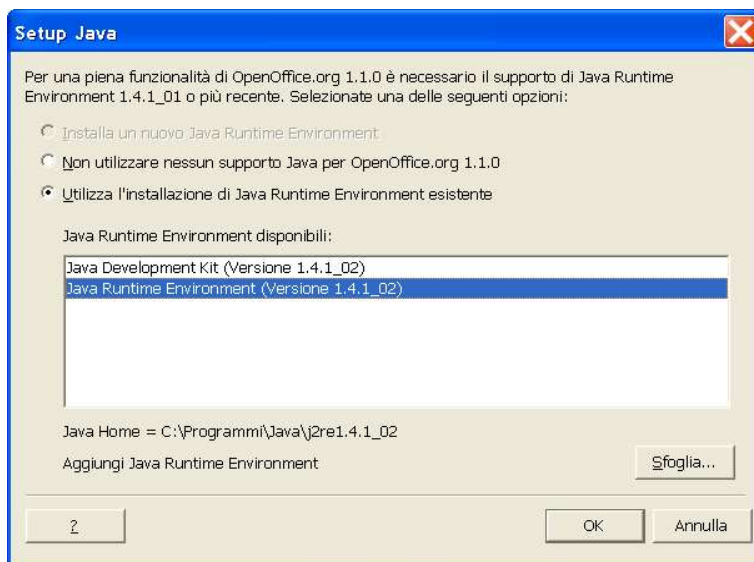 Setup Java
Per una piena funzionalità di OpenOffice.org 1.1.0 è necessario il supporto di Java Runtime
Environment 1.4.1_01 o più recente. Selezionate una delle seguenti opzioni:
Installa un nuovo Java Runtime Environment
Non utilizzare nessun supporto Java per OpenOffice.org 1.1.0
Utilizza l'installazione di Java Runtime Environment esistente
Java Runtime Environment disponibili:
Java Development Kit (Versione 1.4.1_02)
Java Runtime Environment (Versione 1.4.1_02)
Java Home = C:\Programmi\Java\j2re1.4.1_02
Aggiungi Java Runtime Environment
Sfoglia...
?
OK
Annulla